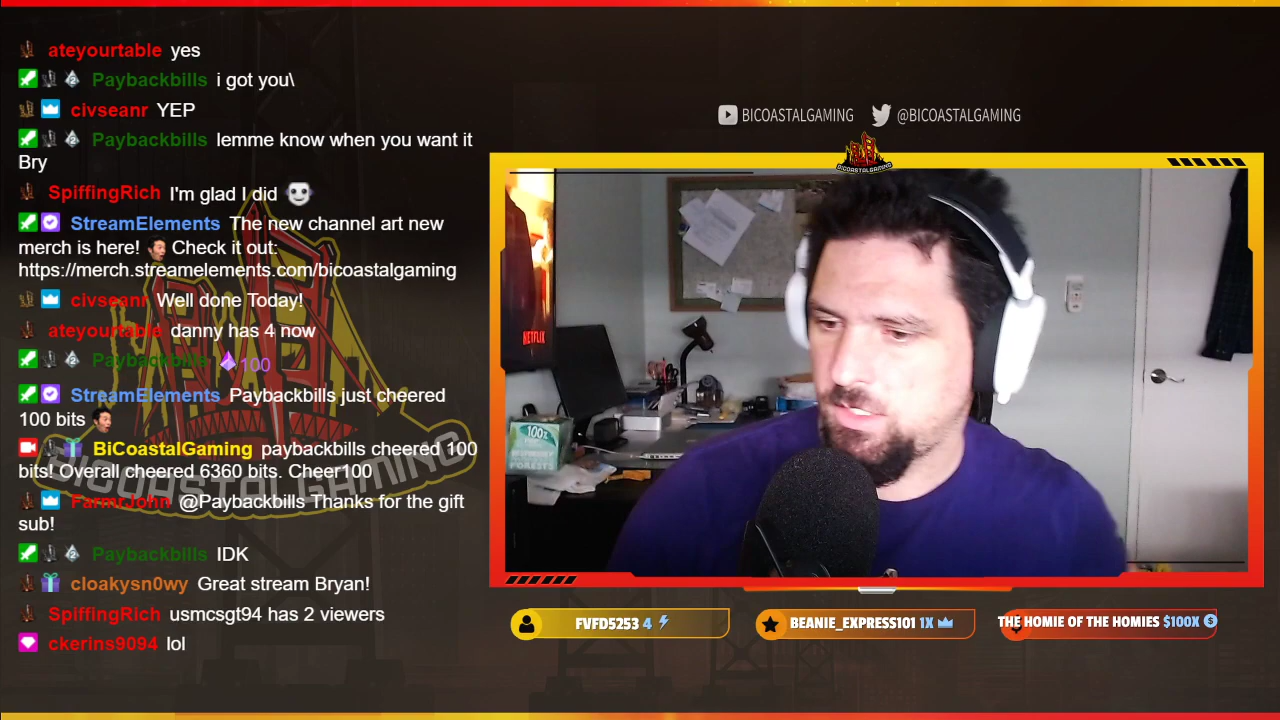 ateyourtable yes
Paybackbills i got you\
civseanr YEP
Paybackbills lemme know when you want it
Bry
SpiffingRich I'm glad I did
StreamElements The new channel art new
merch is here! Check it out:
https://merch.streamelements.com/bicoastalgaming
civseanr Well done Today!
ateyourtable danny has 4 now
Paybackbills 100
StreamElements Paybackbills just cheered
100 bits
BiCoastalGaming paybackbills cheered 100
bits! Overall cheered 6360 bits. Cheer100
FarmrJohn @Paybackbills Thanks for the gift
sub!
Paybackbills IDK
cloakysn0wy Great stream Bryan!
SpiffingRich usmcsgt94 has 2 viewers
ckerins9094 lol
BICOASTALGAMING
BICOASTALGAMING @BICOASTALGAMING
BICOASTALGAMING
NETFLIX
100%
FORESTS
FVFD5253 4
BEANIE_EXPRESS101 1X
THE HOMIE OF THE HOMIES $100X